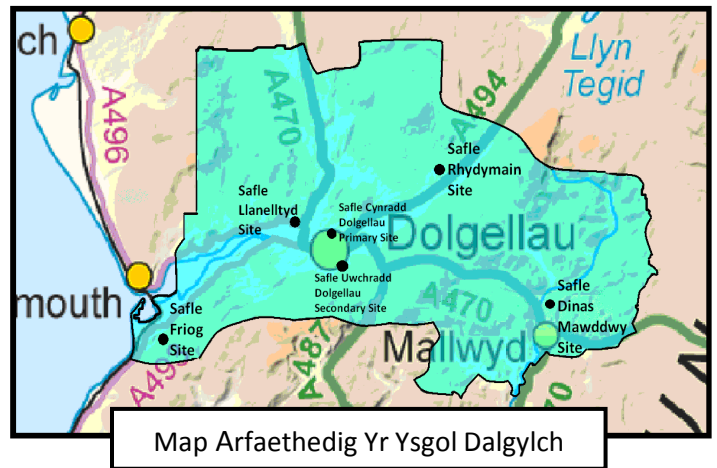 ch
A496
A470
A494
Llyn
Tegid
Safle
Rhydymain
Site
Safle
Llanelltyd
Site
Safle Cynradd
Dolgellau
Primary Site
Dolgellau
Safle Uwchradd
Dolgellau
Secondary Site
mouth
Safle
Friog
Site
A470
Safle
Dinas
Mawddwy
Site
Mallwyd
A487
A49
70
Map Arfaethedig Yr Ysgol Dalgylch